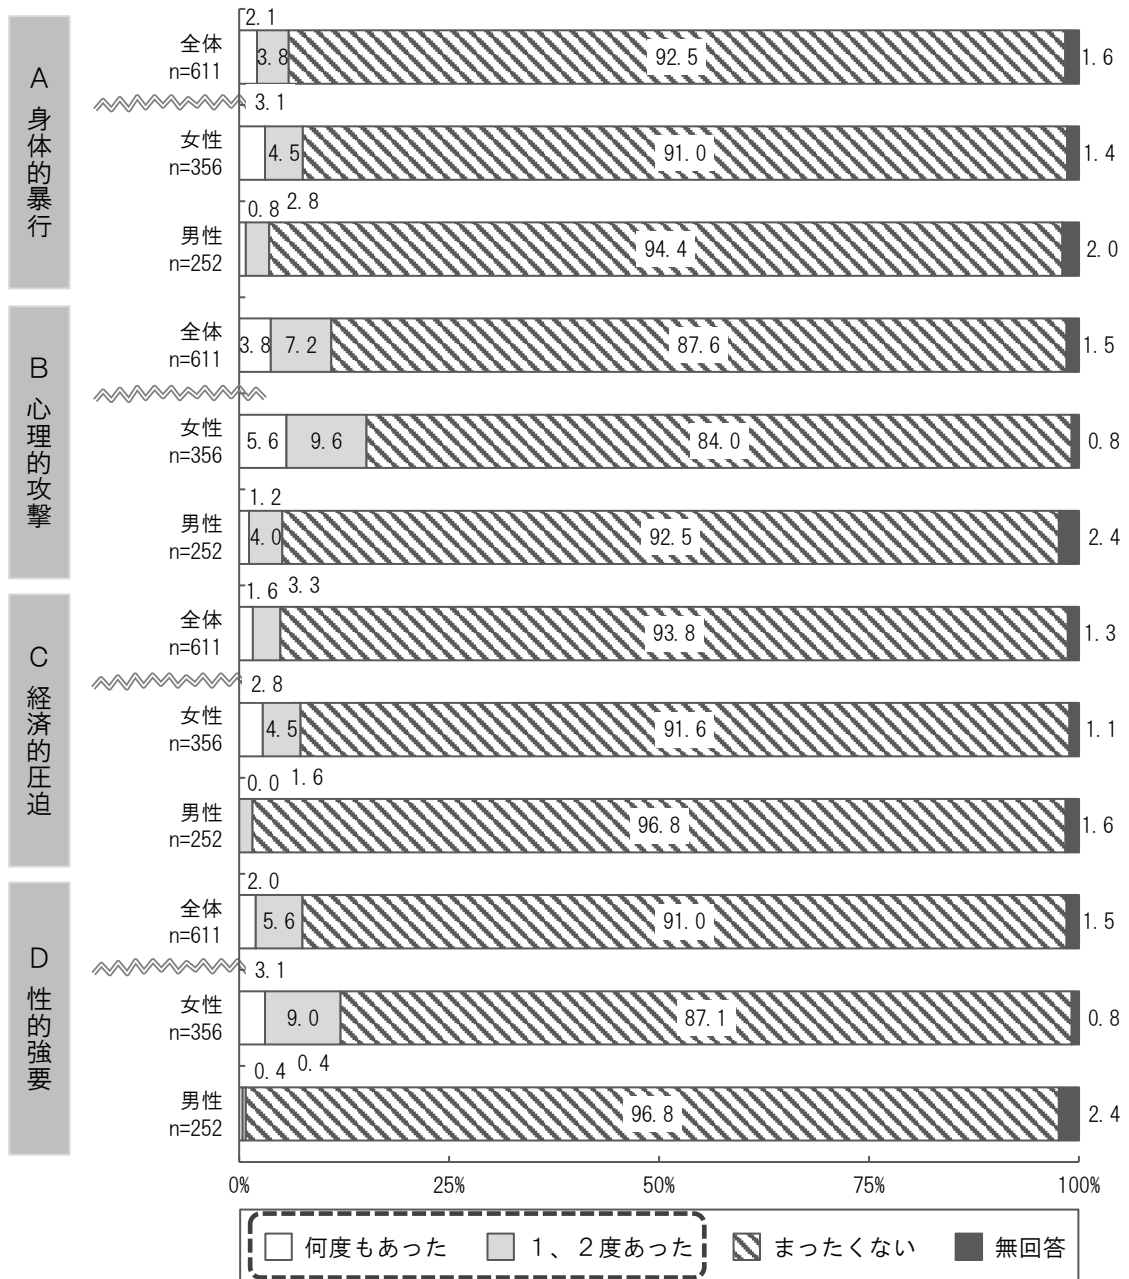 A 身体的暴行
2.1
全体
n=611
3.8
92.5
1.6
3.1
女性
n=356
4.5
91.0
1.4
0.8 2.8
男性
n=252
94.4
2.0
B 心理的攻撃
全体
n=611
3.8
7.2
87.6
1.5
女性
n=356
5.6
9.6
84.0
0.8
1.2
男性
n=252
4.0
92.5
2.4
C 経済的圧迫
1.6 3.3
全体
n=611
93.8
1.3
2.8
女性
n=356
4.5
91.6
1.1
0.0 1.6
男性
n=252
96.8
1.6
D 性的強要
2.0
全体
n=611
5.6
91.0
1.5
3.1
女性
n=356
9.0
87.1
0.8
0.4 0.4
男性
n=252
96.8
2.4
0% 25% 50% 75% 100%
何度もあった １、２度あった まったくない 無回答